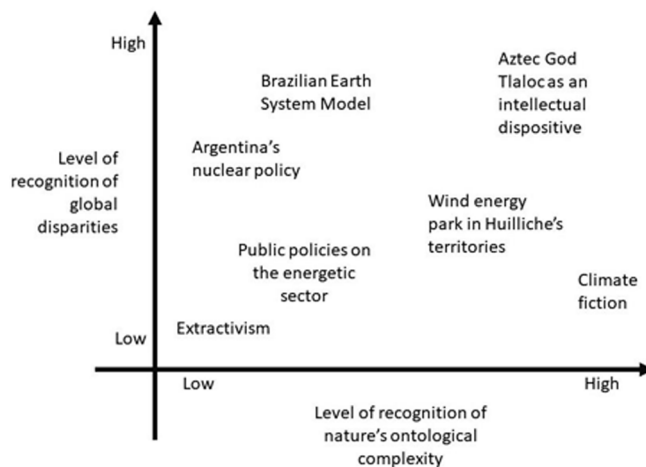 High
Aztec God
Tlaloc as an
intellectual
dispositive
Brazilian Earth
System Model
Argentina's
nuclear policy
Level of
recognition of
global
disparities
Wind energy
park in Huilliche's
territories
Public policies on
the energetic
sector
Climate
fiction
Extractivism
Low
Low
High
Level of recognition of
nature's ontological
complexity